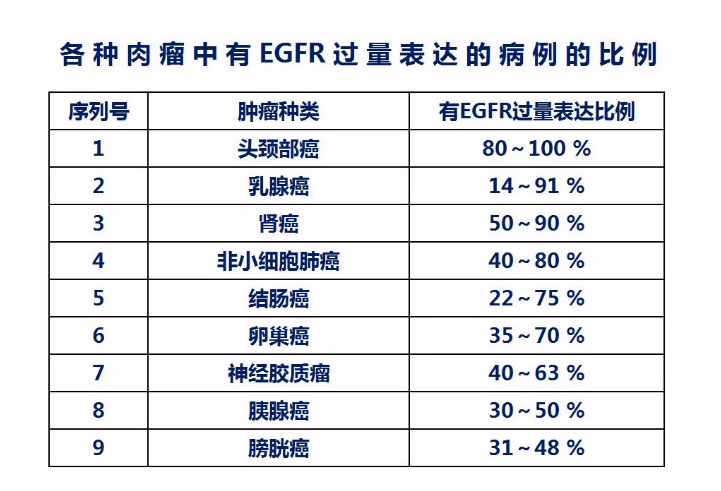 各种肉瘤中有EGFR过量表达的病例的比例
序列号 肿瘤种类 有EGFR过量表达比例
1 头颈部癌 80～100 %
2 乳腺癌 14～91 %
3 肾癌 50～90 %
4 非小细胞肺癌 40～80 %
5 结肠癌 22～75 %
6 卵巢癌 35～70 %
7 神经胶质瘤 40～63 %
8 胰腺癌 30～50 %
9 膀胱癌 31～48 %